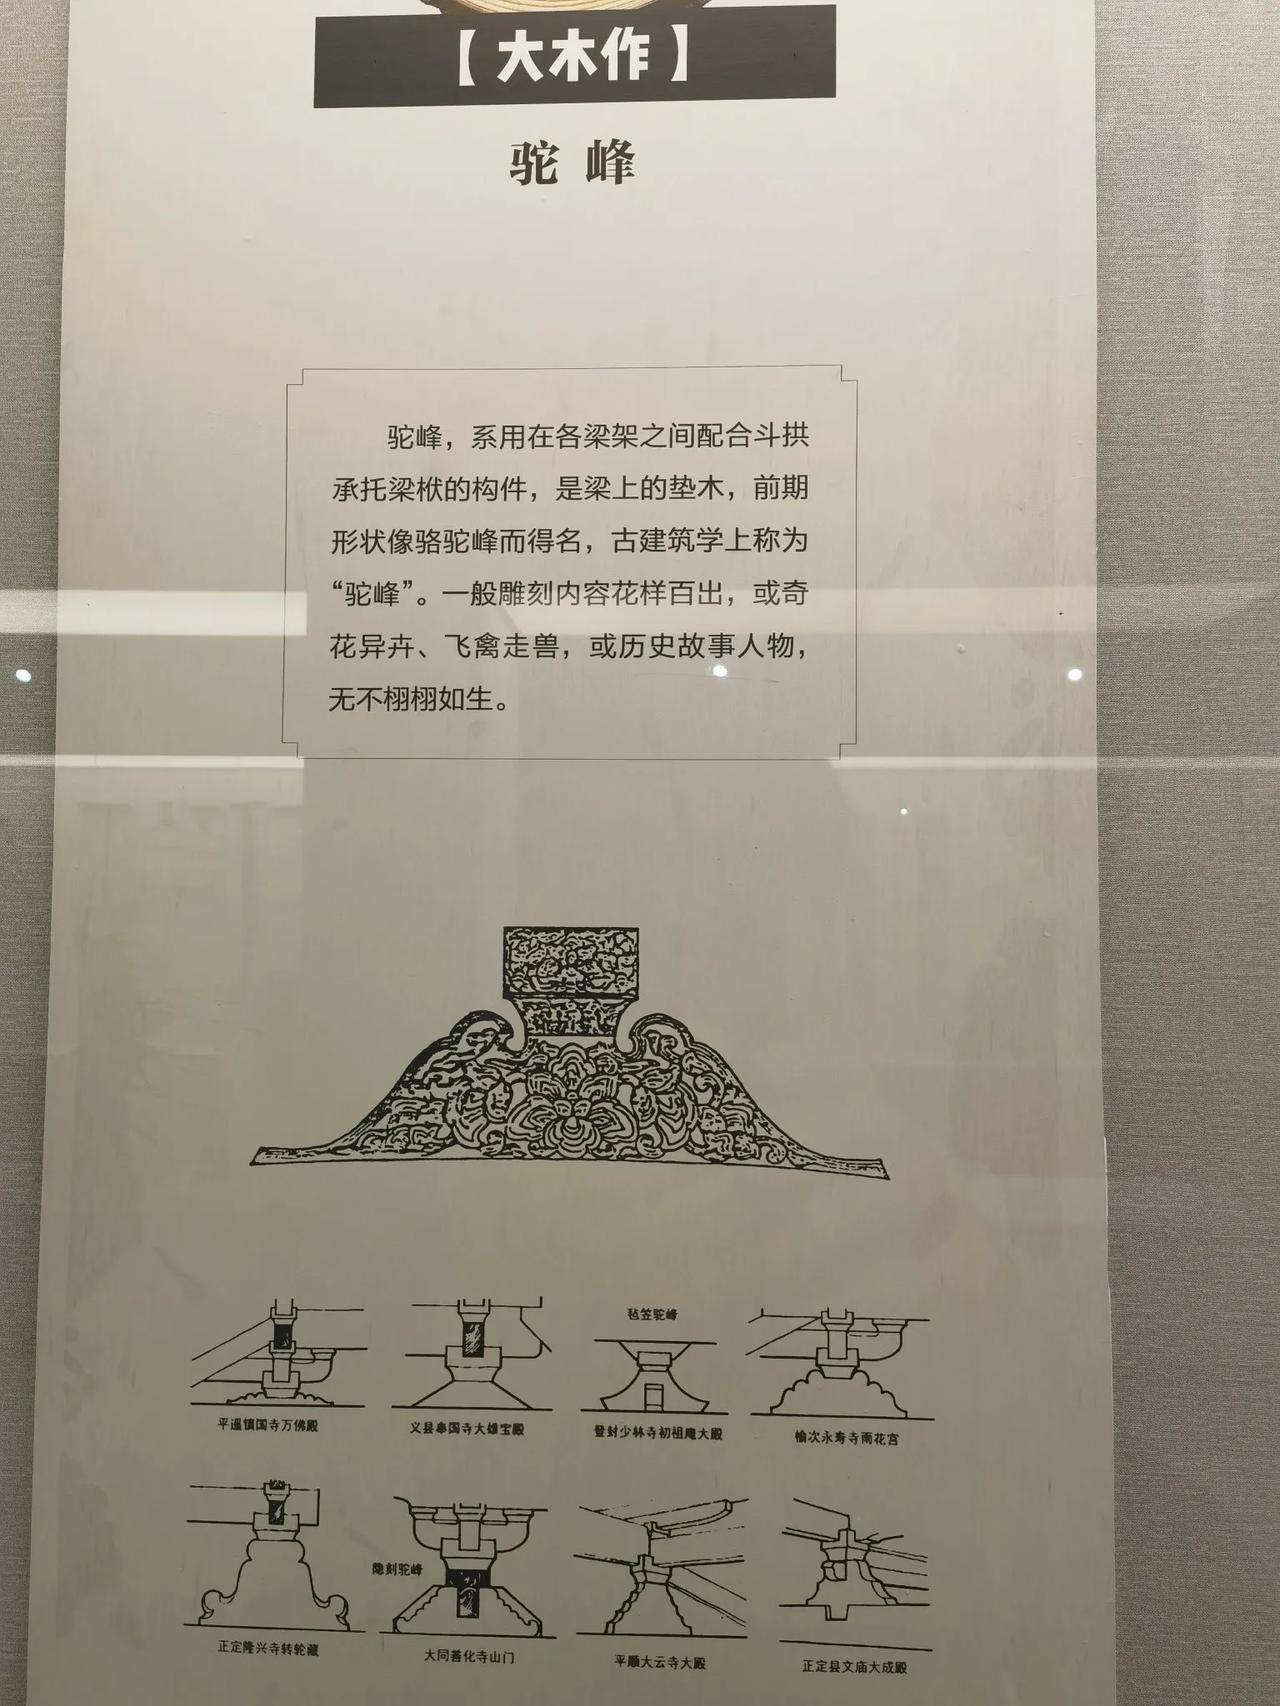 【大木作】
驼峰
驼峰，系用在各梁架之间配合斗拱
承托梁栿的构件，是梁上的垫木，前期
形状像骆驼峰而得名，古建筑学上称为
“驼峰”。一般雕刻内容花样百出，或奇
花异卉、飞禽走兽，或历史故事人物，
无不栩栩如生。
毡笠驼峰
平遥镇国寺万佛殿
义县奉国寺大雄宝殿
登封少林寺初祖庵大殿
榆次永寿寺雨花宫
隐刻驼峰
正定隆兴寺转轮藏
大同善化寺山门
平顺大云寺大殿
正定县文庙大成殿